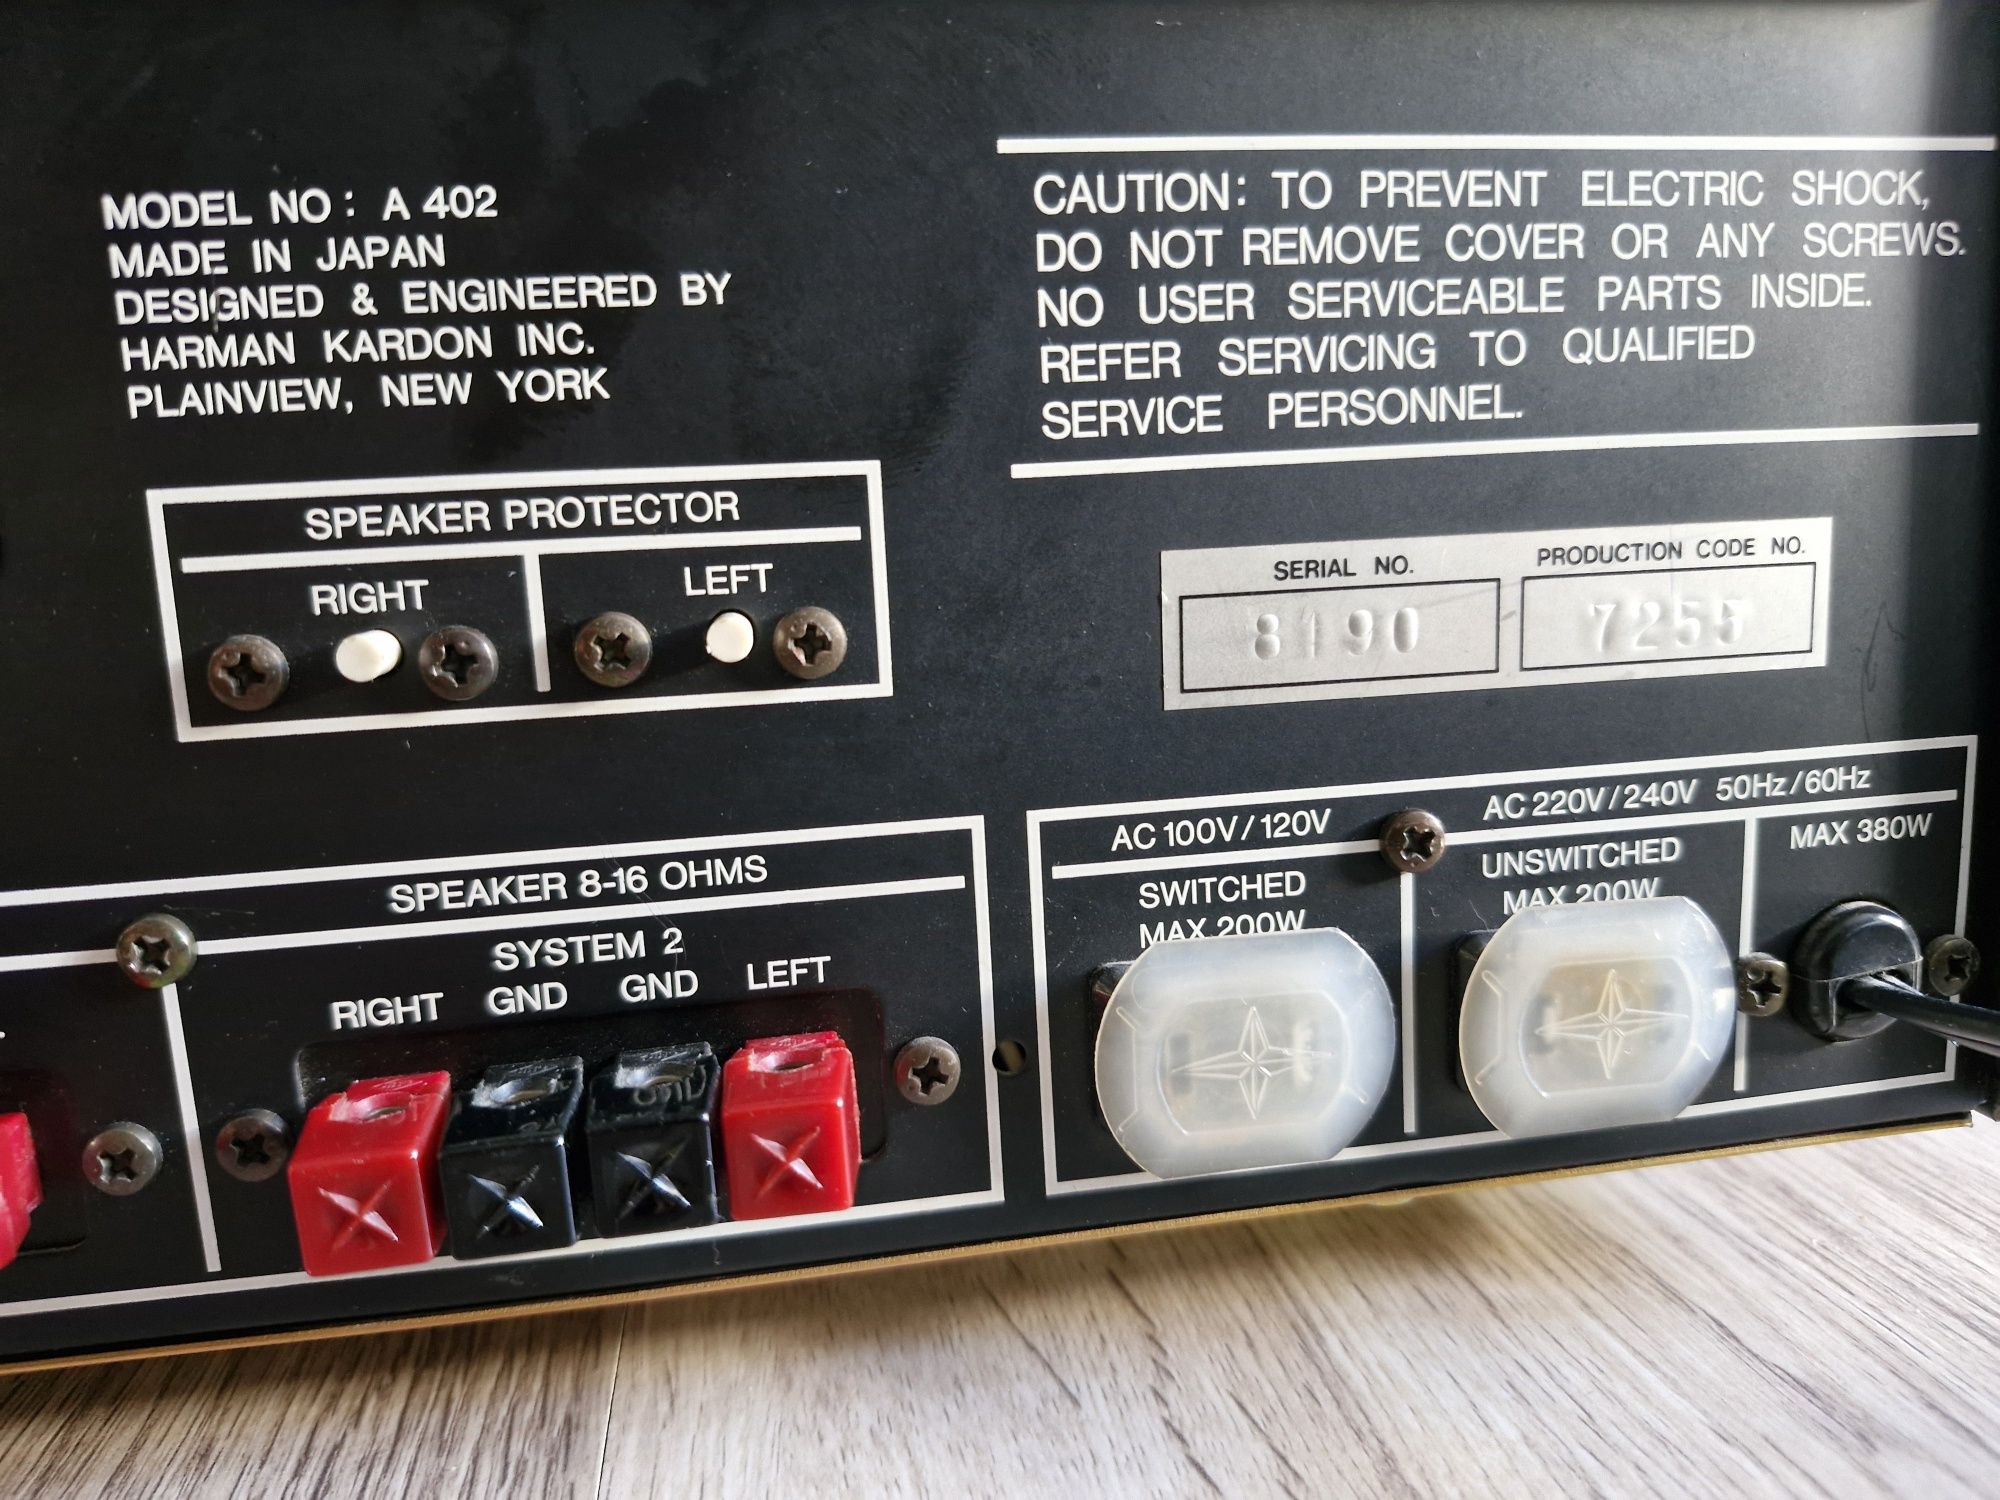 MODEL NO : A 402
MADE IN JAPAN
DESIGNED & ENGINEERED BY
HARMAN KARDON INC.
PLAINVIEW, NEW YORK
CAUTION: TO PREVENT ELECTRIC SHOCK,
DO NOT REMOVE COVER OR ANY SCREWS.
NO USER SERVICEABLE PARTS INSIDE.
REFER SERVICING TO QUALIFIED
SERVICE PERSONNEL.
SPEAKER PROTECTOR
RIGHT
LEFT
SERIAL NO.
8190
PRODUCTION CODE NO.
7255
SPEAKER 8-16 OHMS
SYSTEM 2
RIGHT GND GND LEFT
AC 100V/120V
AC 220V/240V 50Hz/60Hz
SWITCHED
MAX 200W
UNSWITCHED
MAX 200W
MAX 380W